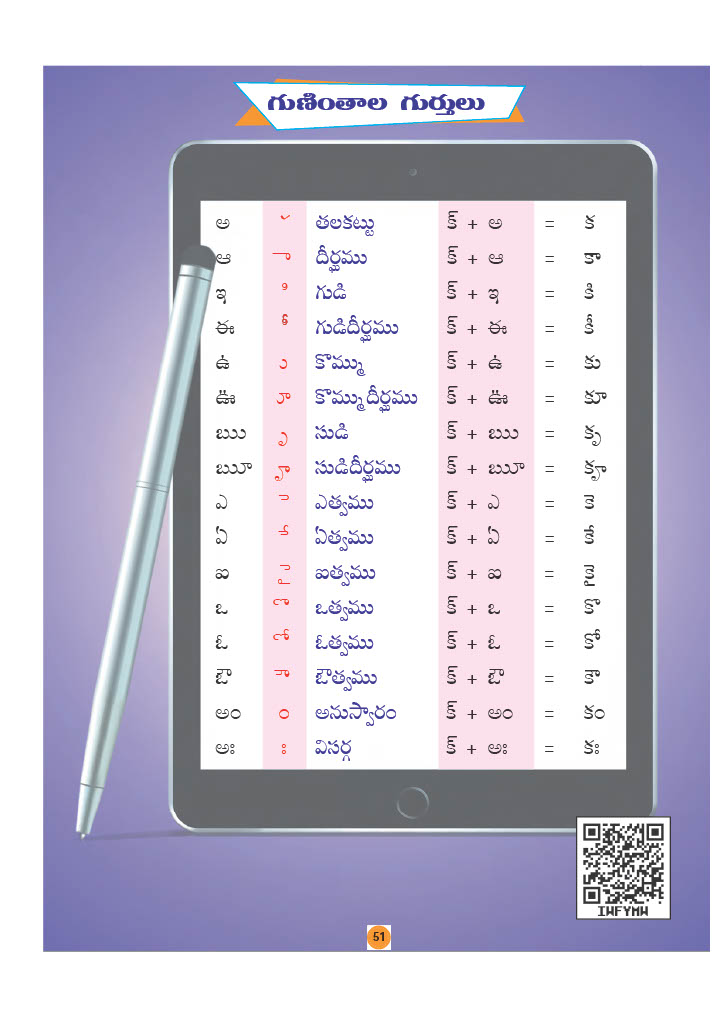 గుణింతాల గుర్తులు
అ ఁ తలకట్టు క్ + అ = క
ఆ ా దీర్ఘము క్ + ఆ = కా
ఇ ి గుడి క్ + ఇ = కి
ఈ ీ గుడిదీర్ఘము క్ + ఈ = కీ
ఉ ు కొమ్ము క్ + ఉ = కు
ఊ ూ కొమ్ముదీర్ఘము క్ + ఊ = కూ
ఋ ృ సుడి క్ + ఋ = కృ
ౠ ౄ సుడిదీర్ఘము క్ + ౠ = కౄ
ఎ ె ఎత్వము క్ + ఎ = కె
ఏ ే ఏత్వము క్ + ఏ = కే
ఐ ై ఐత్వము క్ + ఐ = కై
ఒ ొ ఒత్వము క్ + ఒ = కొ
ఓ ో ఓత్వము క్ + ఓ = కో
ఔ ౌ ఔత్వము క్ + ఔ = కౌ
అం ం అనుస్వారం క్ + అం = కం
అః ః విసర్గ క్ + అః = కః
IWFYMW
51